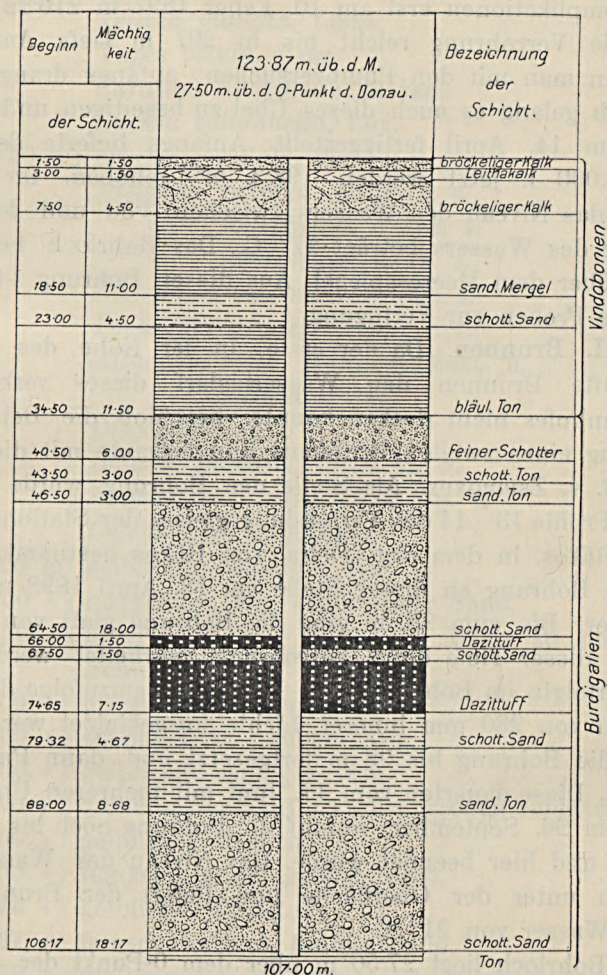 Beginn Mächtig
keit
der Schicht.
123·87 m. üb. d. M.
27·50 m. üb. d. O-Punkt d. Donau.
Bezeichnung
der
Schicht.
1·50 1·50 bröckeliger Kalk
3·00 1·50 Leithakalk
7·50 4·50 bröckeliger Kalk
18·50 11·00 sand. Mergel
23·00 4·50 schott. Sand
34·50 11·50 bläul. Ton
40·50 6·00 Feiner Schotter
43·50 3·00 schott. Ton
46·50 3·00 sand. Ton
64·50 18·00 schott. Sand
66·00 1·50 Dazittuff
67·50 1·50 schott. Sand
74·65 7·15 Dazittuff
79·32 4·67 schott. Sand
88·00 8·68 sand. Ton
106·17 18·17 schott. Sand
Ton
107·00 m.
Vindabonien.
Burdigalien.